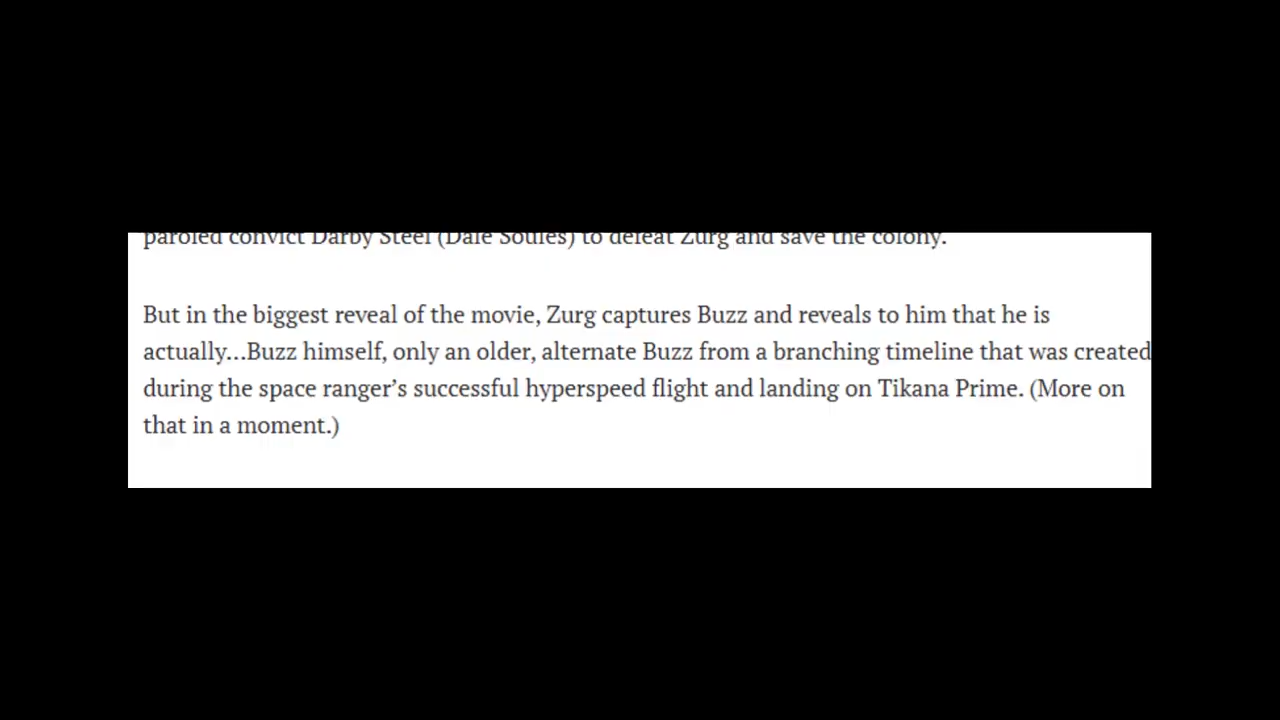 paroled convict Darby Steel (Dale Soules) to defeat Zurg and save the colony.
But in the biggest reveal of the movie, Zurg captures Buzz and reveals to him that he is
actually…Buzz himself, only an older, alternate Buzz from a branching timeline that was created
during the space ranger’s successful hyperspeed flight and landing on Tikana Prime. (More on
that in a moment.)